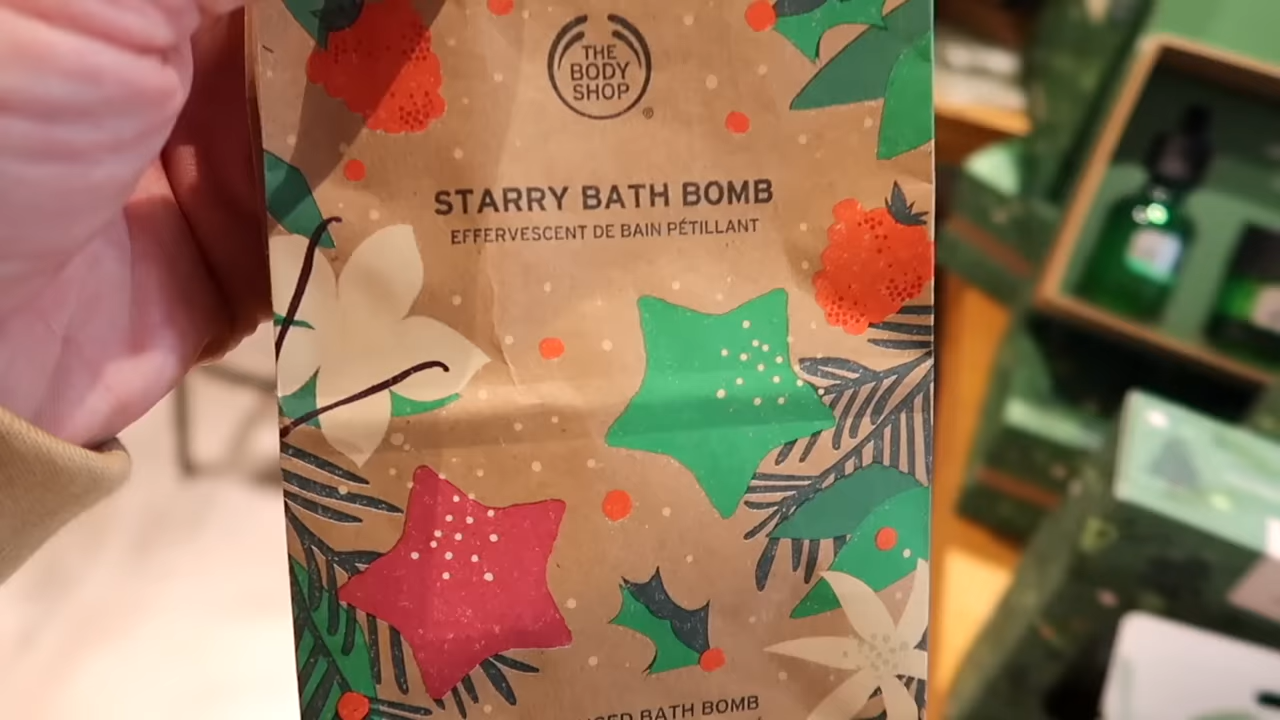 THE
BODY
SHOP
®
STARRY BATH BOMB
EFFERVESCENT DE BAIN PÉTILLANT
BATH BOMB